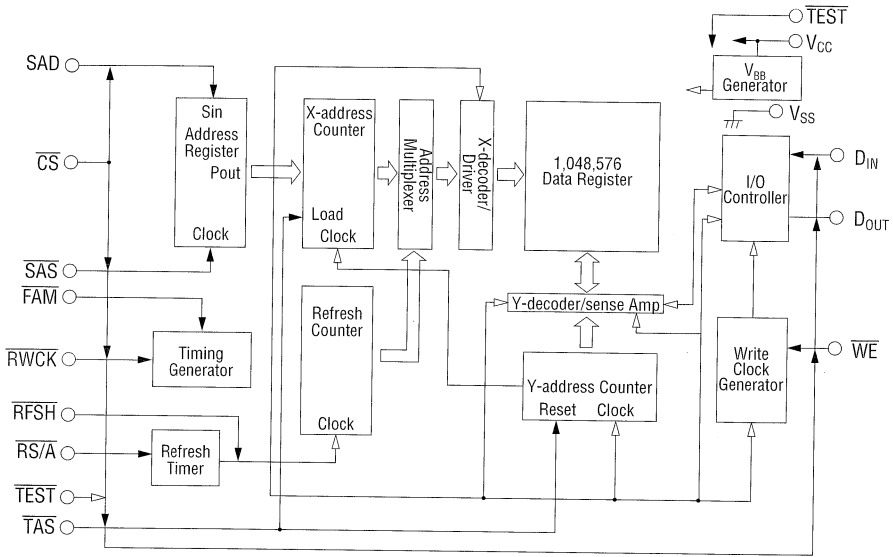 TEST
SAD
VCC
VBB
Generator
VSS
Sin
Address
Register
Pout
Clock
X-address
Counter
Load
Clock
Address
Multiplexer
X-decoder/
Driver
1,048,576
Data Register
I/O
Controller
DIN
DOUT
CS
SAS
FAM
Refresh
Counter
Clock
Y-decoder/sense Amp
RWCK
Timing
Generator
Y-address Counter
Reset Clock
Write
Clock
Generator
WE
RFSH
RS/A
Refresh
Timer
TEST
TAS